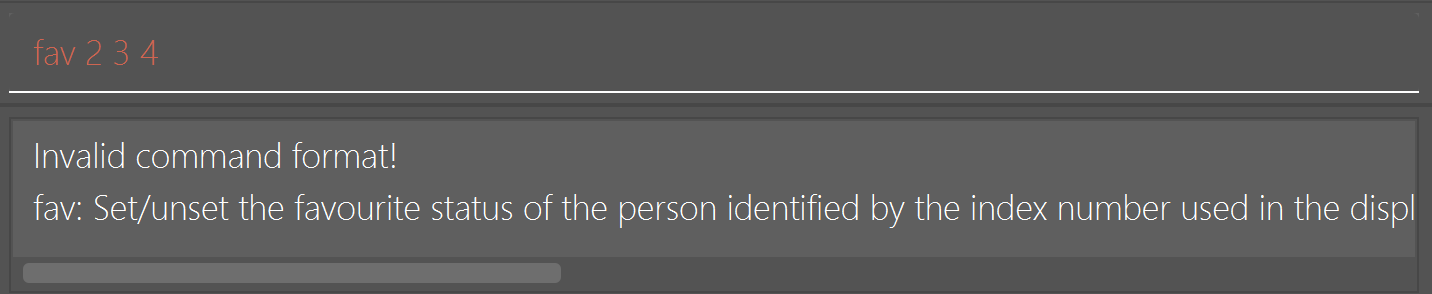 fav 2 3 4
Invalid command format!
fav: Set/unset the favourite status of the person identified by the index number used in the displ